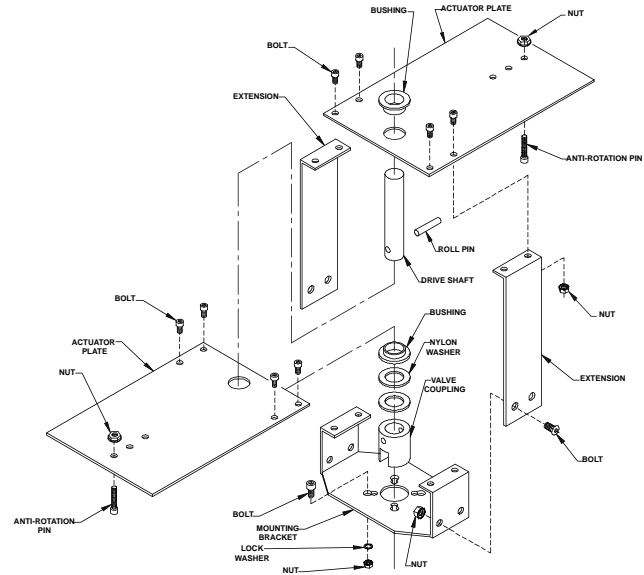 BUSHING
ACTUATOR PLATE
NUT
BOLT
EXTENSION
ANTI-ROTATION PIN
ROLL PIN
DRIVE SHAFT
BOLT
BUSHING
NUT
ACTUATOR
PLATE
NYLON
WASHER
NUT
VALVE
COUPLING
EXTENSION
BOLT
BOLT
ANTI-ROTATION
PIN
MOUNTING
BRACKET
LOCK
WASHER
NUT
NUT